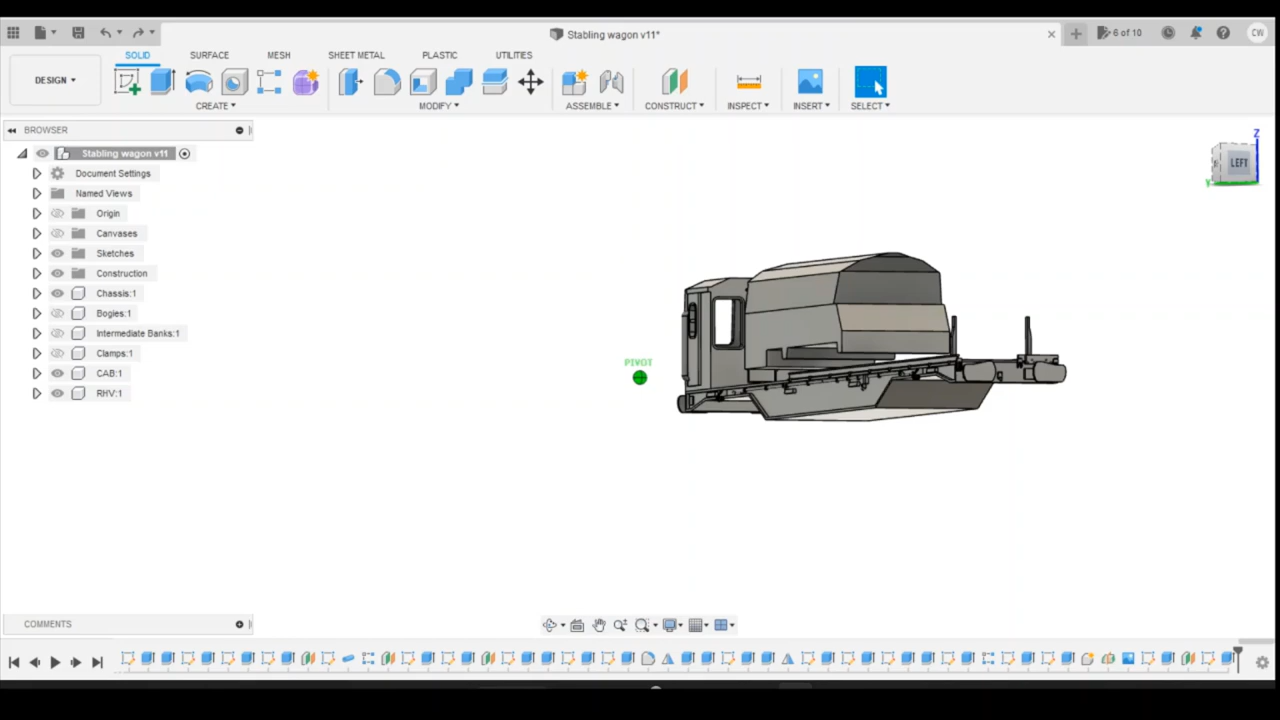 Stabling wagon v11*
6 of 10
CW
DESIGN
SOLID
SURFACE
MESH
SHEET METAL
PLASTIC
UTILITIES
CREATE
MODIFY
ASSEMBLE
CONSTRUCT
INSPECT
INSERT
SELECT
BROWSER
Stabling wagon v11
Document Settings
Named Views
Origin
Canvases
Sketches
Construction
Chassis:1
Bogies:1
Intermediate Banks:1
Clamps:1
CAB:1
RHV:1
Z
LEFT
Y
PIVOT
COMMENTS